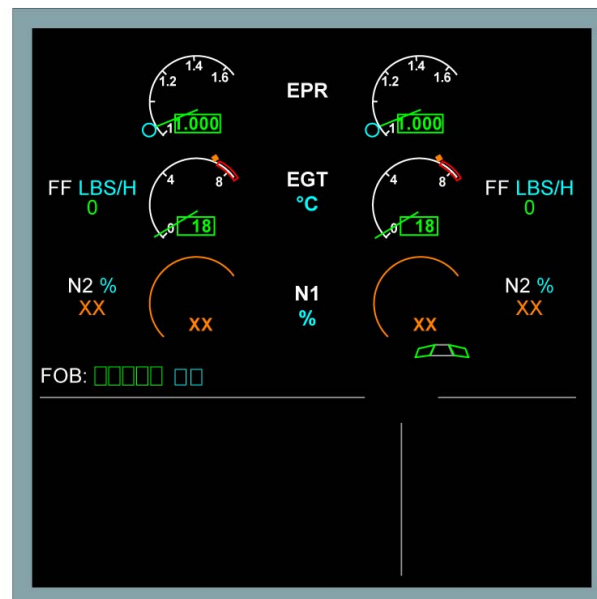 1.4 1.4
1.2 1.6 EPR 1.2 1.6
1 1.000 1 1.000
4 8 EGT 4 8
FF LBS/H °C FF LBS/H
0 0
0 18 0 18
N2 % N1 N2 %
XX XX % XX XX
FOB: